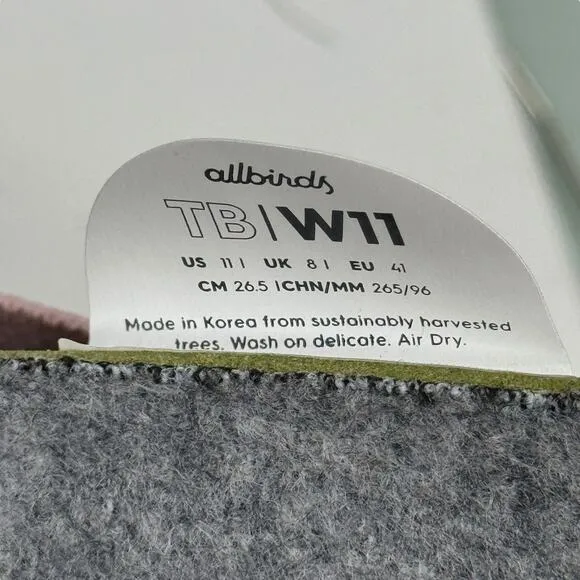 allbirds
TB|W11
US 11 | UK 8 | EU 41
CM 26.5 | CHN/MM 265/96
Made in Korea from sustainably harvested
trees. Wash on delicate. Air Dry.